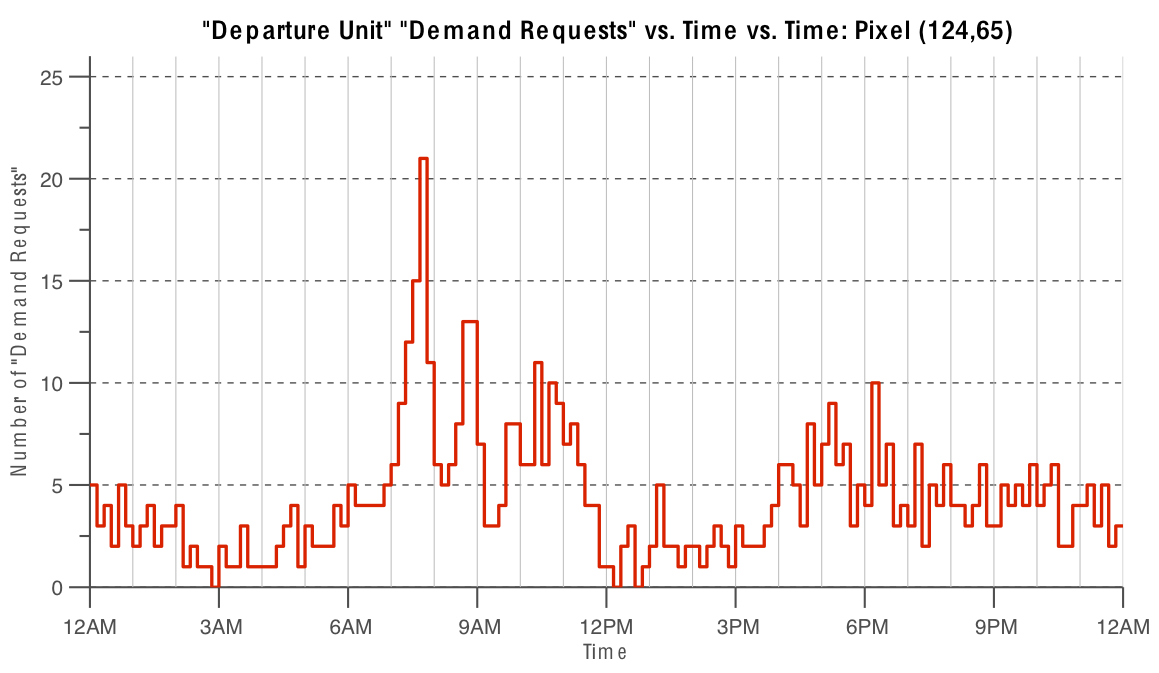 "Departure Unit" "Demand Requests" vs. Time vs. Time: Pixel (124,65)
25
20
15
10
5
0
Number of "Demand Requests"
12AM 3AM 6AM 9AM 12PM 3PM 6PM 9PM 12AM
Time